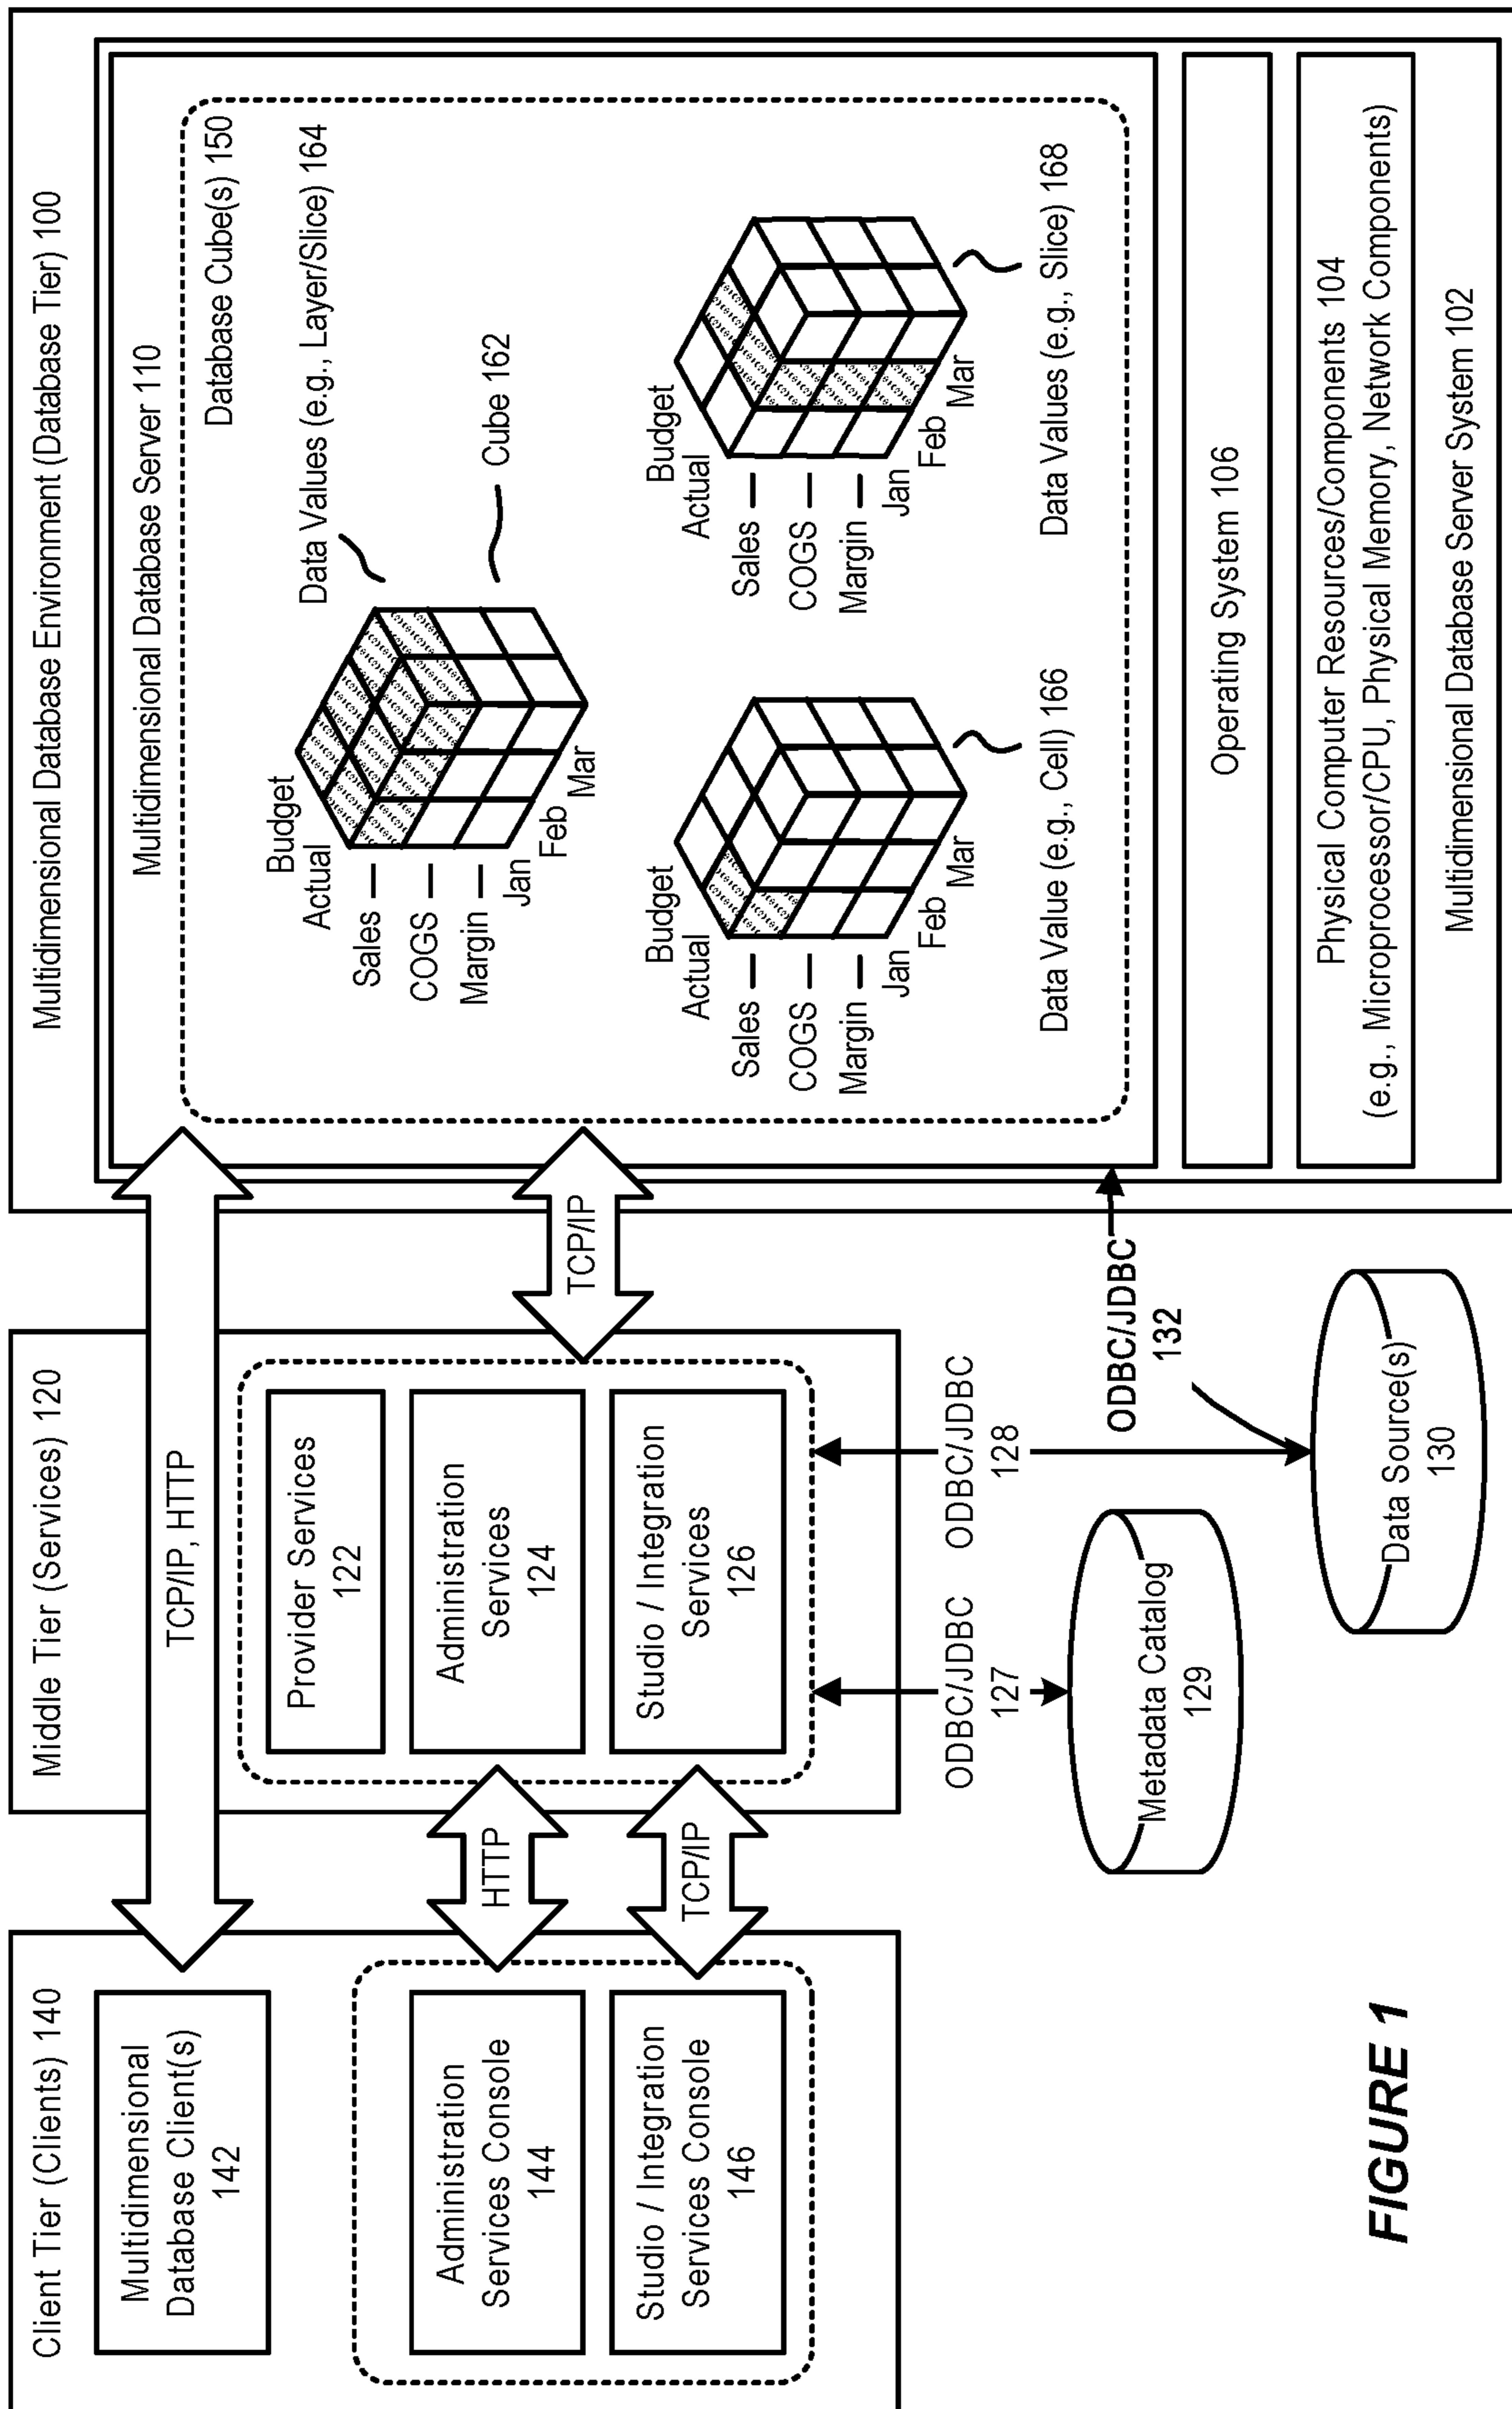 Client Tier (Clients) 140
Multidimensional
Database Client(s)
142
Administration
Services Console
144
Studio / Integration
Services Console
146
TCP/IP, HTTP
HTTP
TCP/IP
Middle Tier (Services) 120
Provider Services
122
Administration
Services
124
Studio / Integration
Services
126
TCP/IP
ODBC/JDBC
127
Metadata Catalog
129
ODBC/JDBC
128
ODBC/JDBC
132
Data Source(s)
130
Multidimensional Database Environment (Database Tier) 100
Multidimensional Database Server 110
Database Cube(s) 150
Data Values (e.g., Layer/Slice) 164
Cube 162
Budget
Actual
Sales
COGS
Margin
Jan
Feb
Mar
Budget
Actual
Sales
COGS
Margin
Jan
Feb
Mar
Data Value (e.g., Cell) 166
Budget
Actual
Sales
COGS
Margin
Jan
Feb
Mar
Data Values (e.g., Slice) 168
Operating System 106
Physical Computer Resources/Components 104
(e.g., Microprocessor/CPU, Physical Memory, Network Components)
Multidimensional Database Server System 102
FIGURE 1